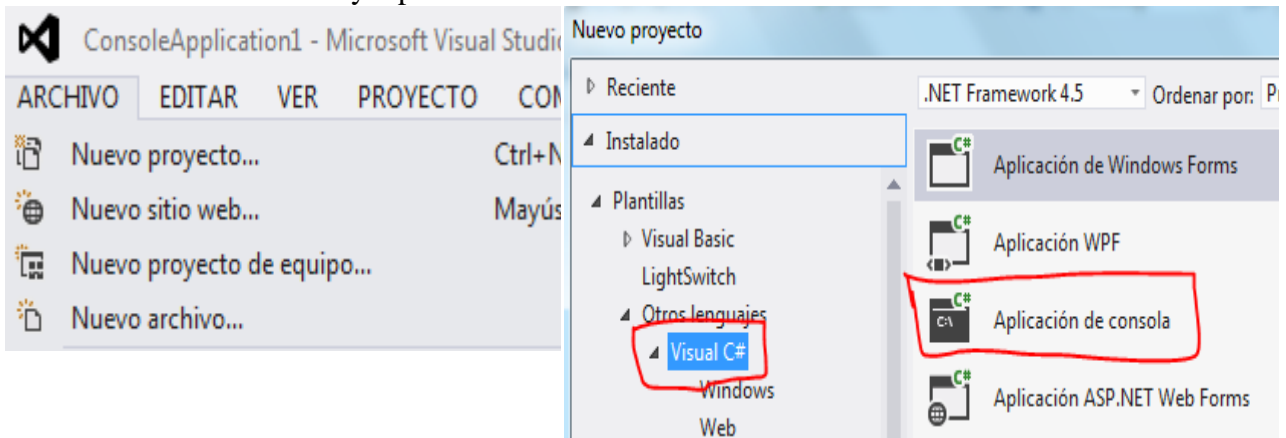 ConsoleApplication1 - Microsoft Visual Studio
ARCHIVO EDITAR VER PROYECTO
Nuevo proyecto... Ctrl+N
Nuevo sitio web... Mayús
Nuevo proyecto de equipo...
Nuevo archivo...
Nuevo proyecto
Reciente
Instalado
Plantillas
Visual Basic
LightSwitch
Otros lenguajes
Visual C#
Windows
Web
.NET Framework 4.5 Ordenar por:
C# Aplicación de Windows Forms
C# Aplicación WPF
C# C:\ Aplicación de consola
C# Aplicación ASP.NET Web Forms